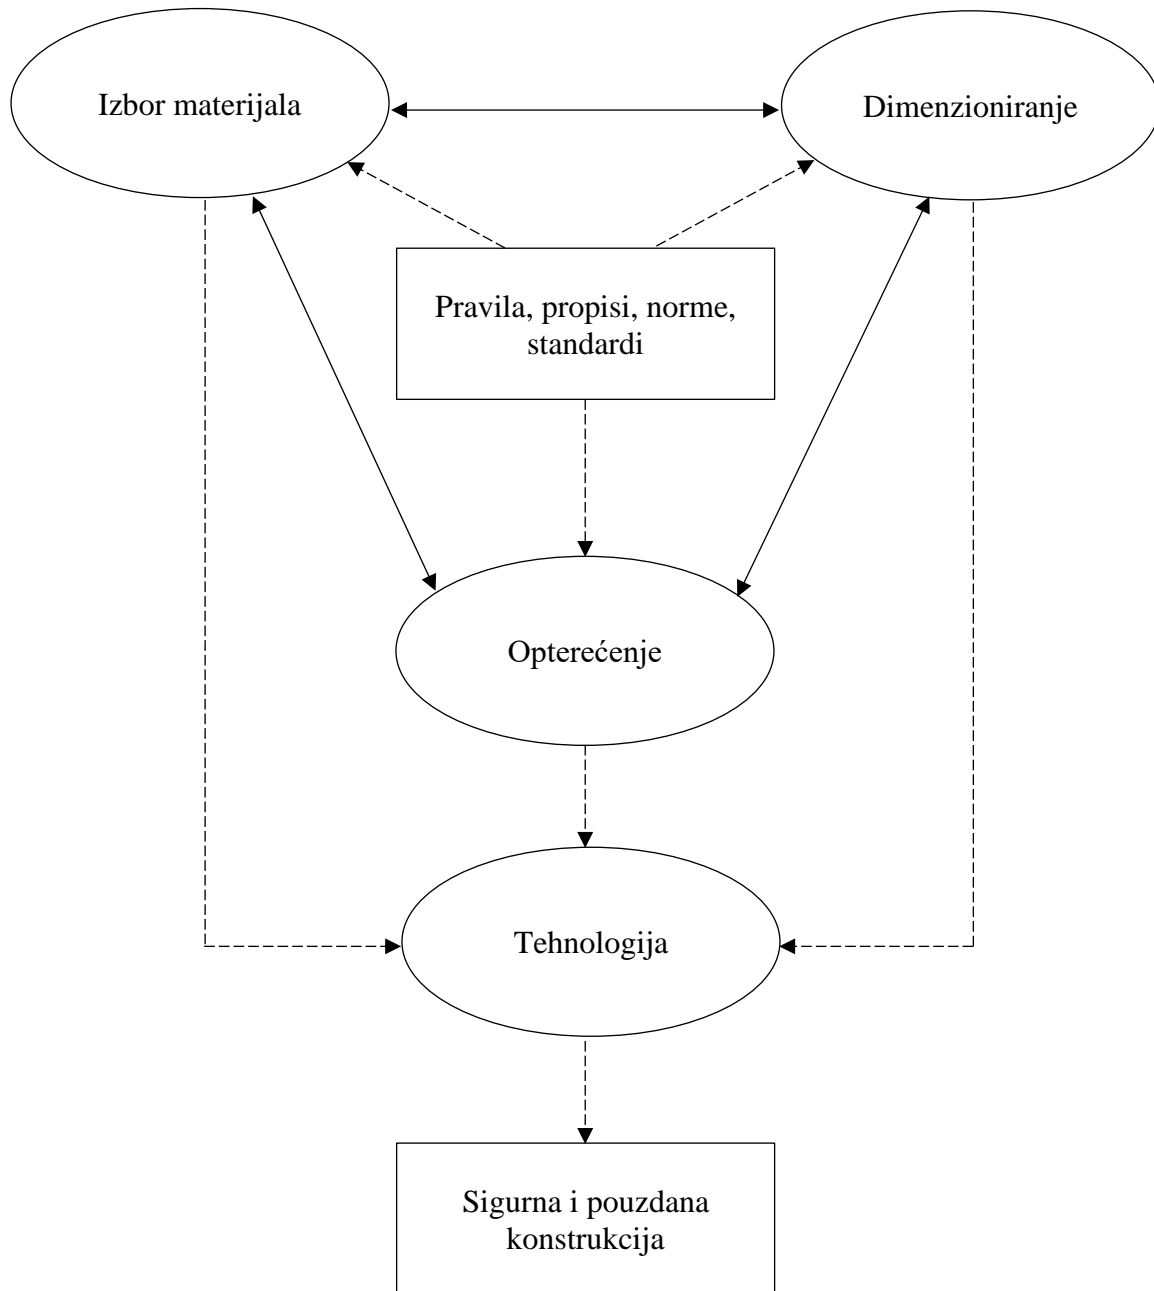 Izbor materijala
Dimenzioniranje
Pravila, propisi, norme,
standardi
Opterećenje
Tehnologija
Sigurna i pouzdana
konstrukcija